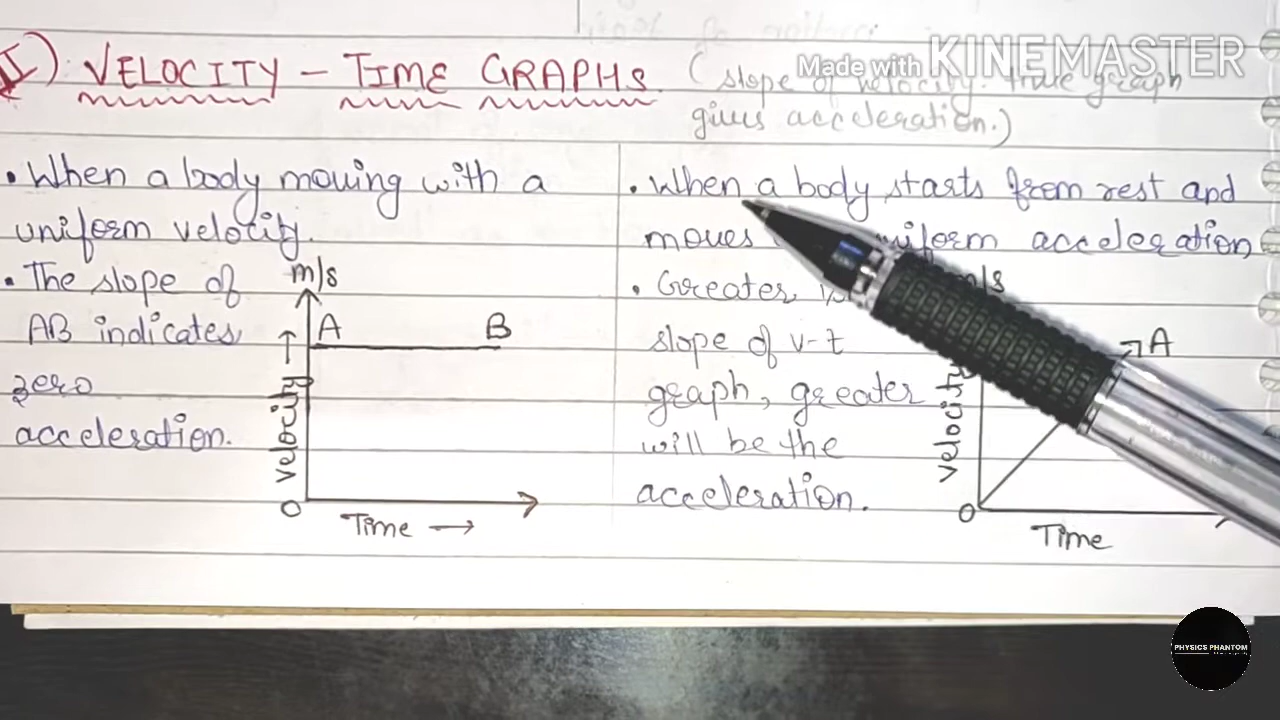 I) VELOCITY - TIME GRAPHS. (slope of velocity-time graph
gives acceleration.)
Made with KINEMASTER
• When a body moving with a
uniform velocity.
• The slope of
AB indicates
zero
acceleration.
m/s
A B
velocity →
O
Time →
• When a body starts from rest and
moves uniform acceleration
• Greater
slope of v-t
graph, greater
will be the
acceleration.
m/s
A
velocity
O
Time
PHYSICS PHANTOM